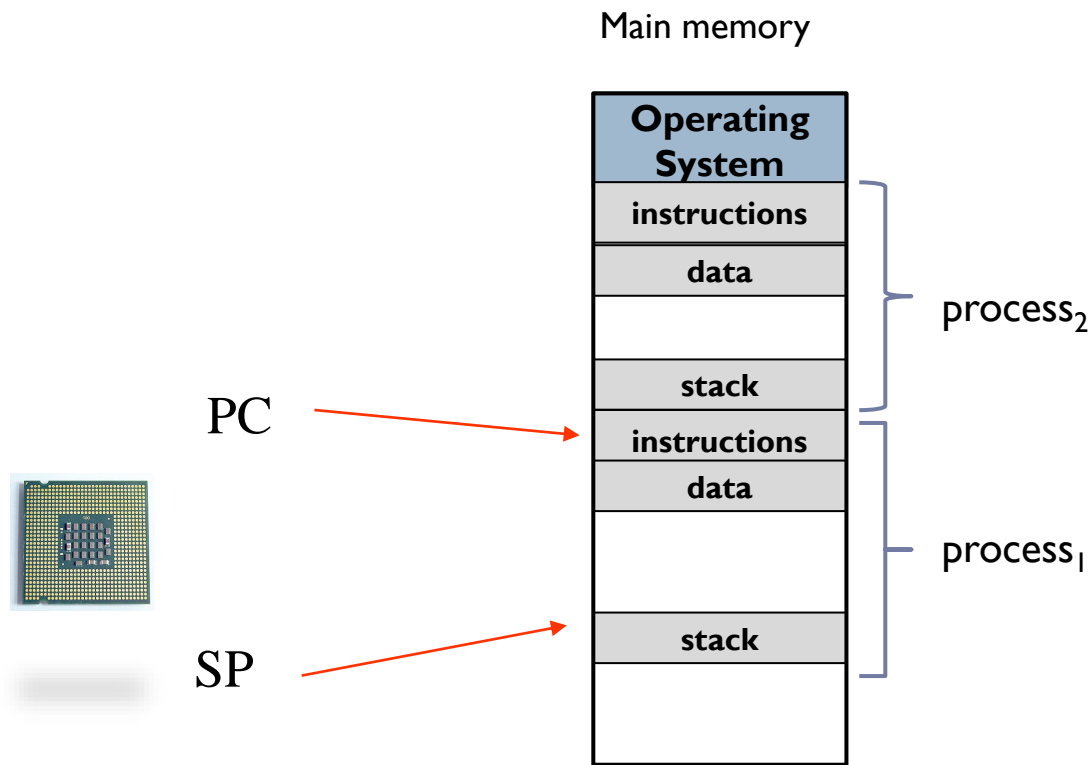 Main memory
Operating
System
instructions
data
process₂
stack
PC
instructions
data
process₁
stack
SP